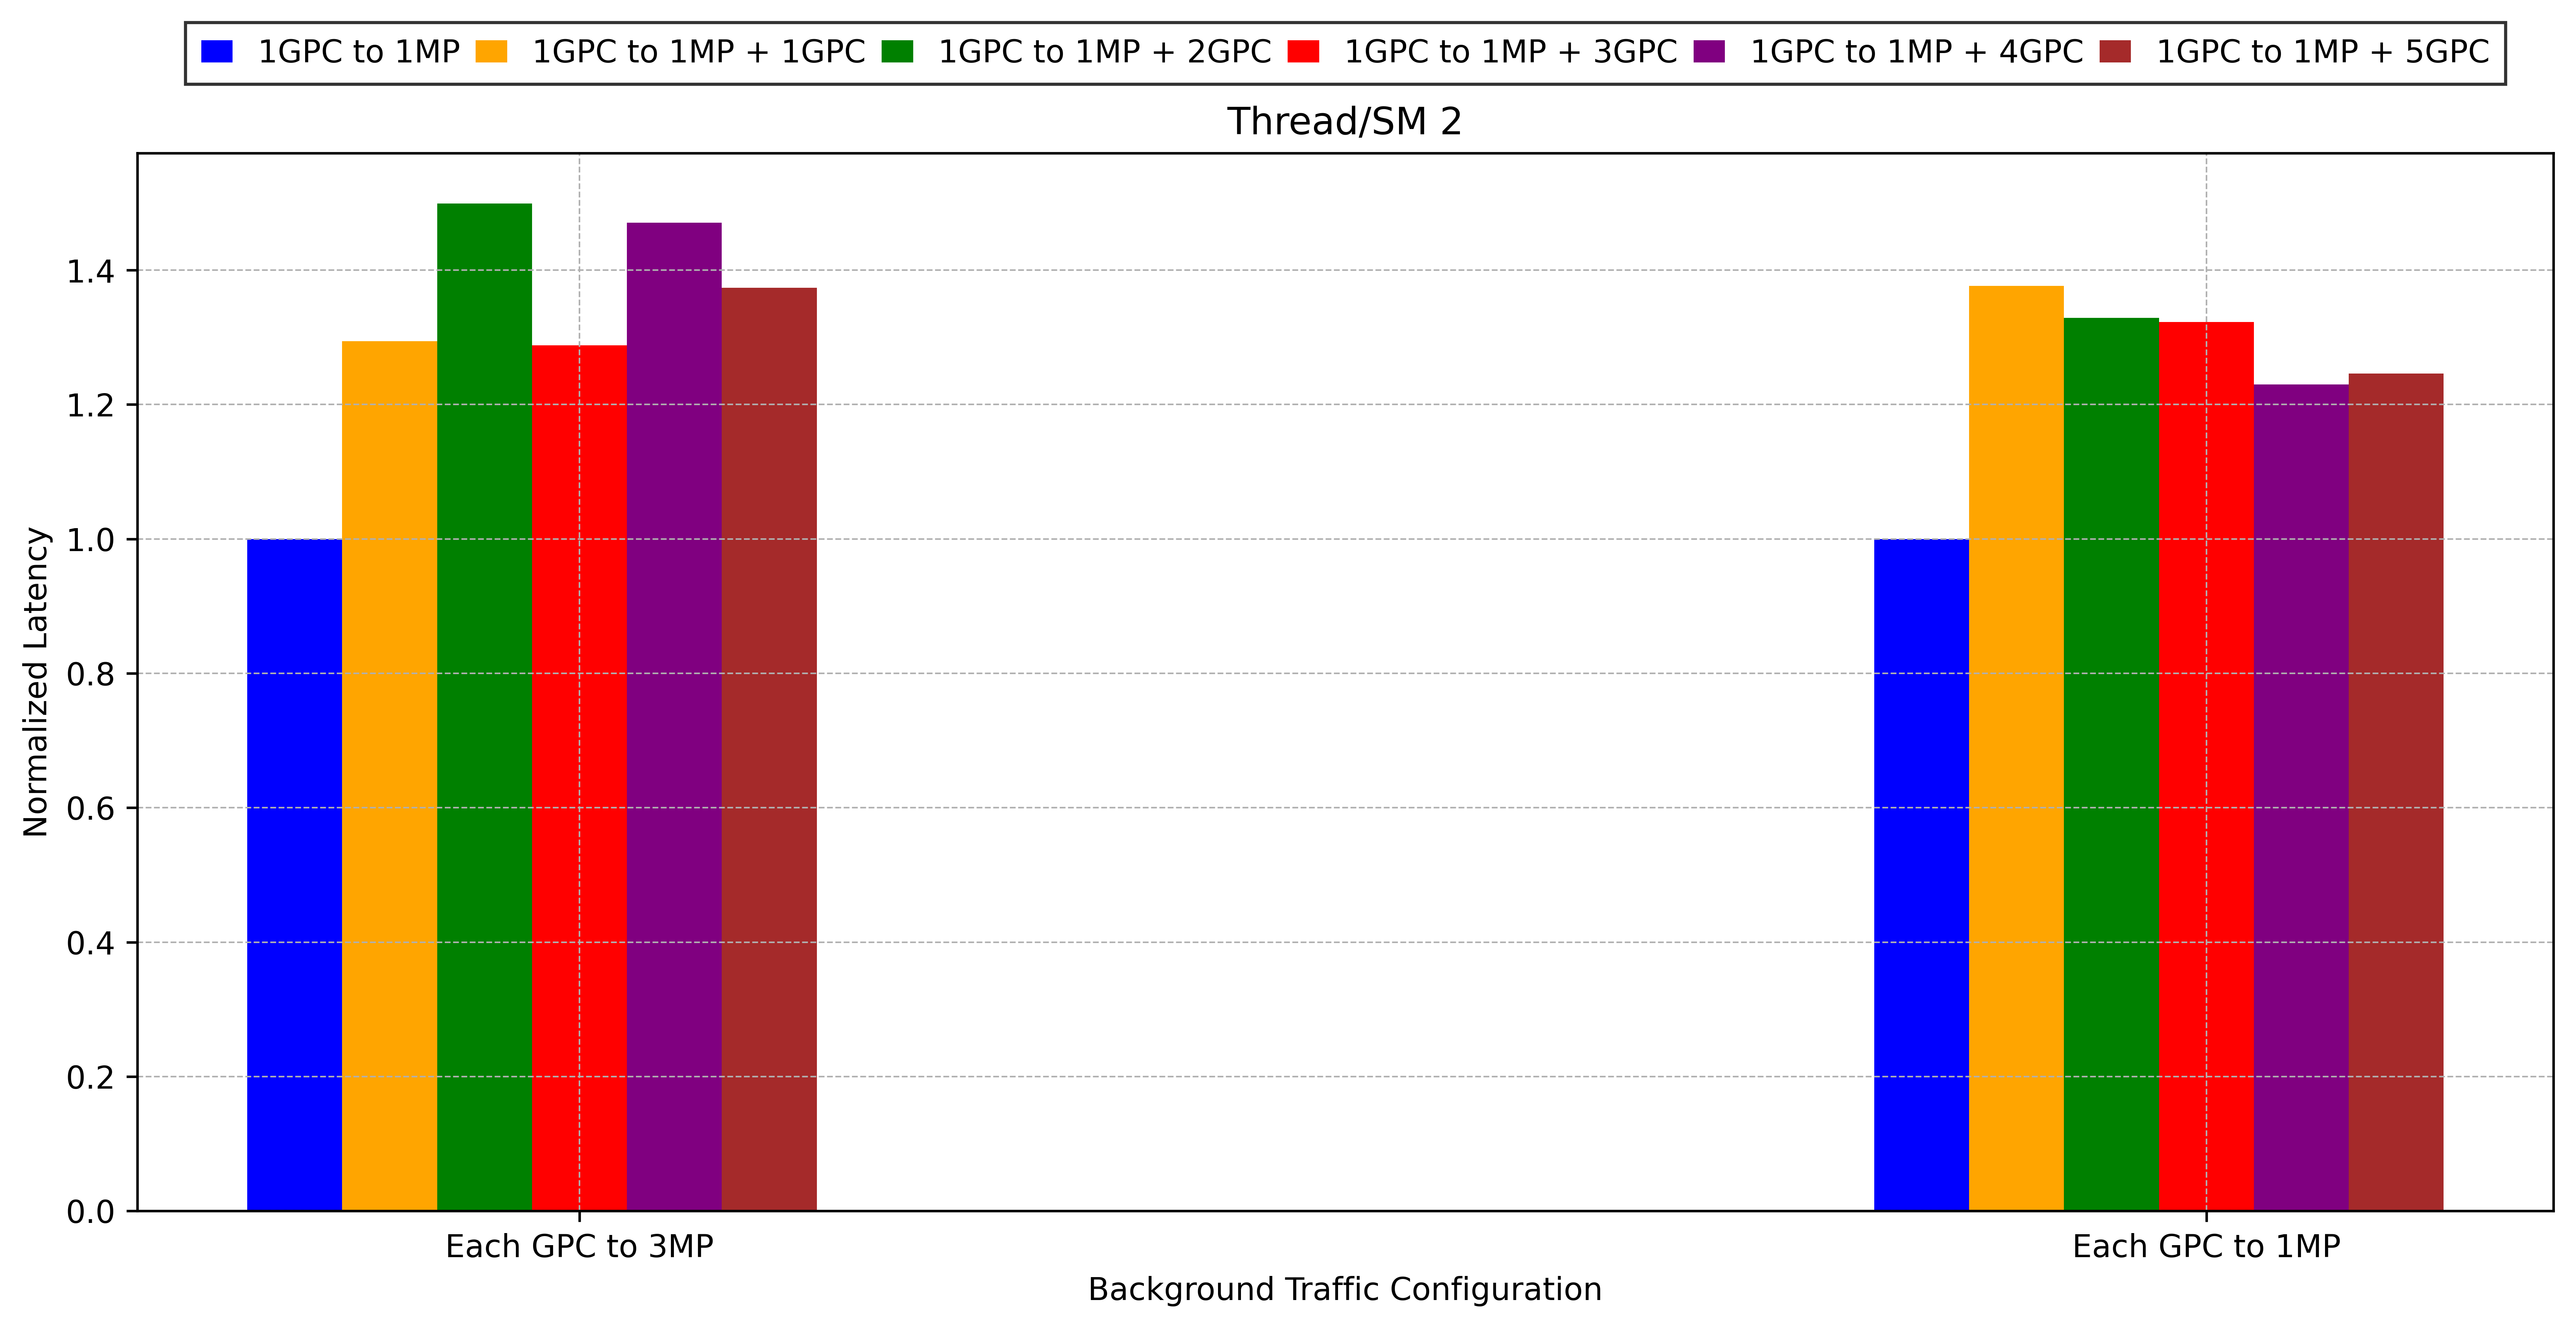 1GPC to 1MP 1GPC to 1MP + 1GPC 1GPC to 1MP + 2GPC 1GPC to 1MP + 3GPC 1GPC to 1MP + 4GPC 1GPC to 1MP + 5GPC
Thread/SM 2
Normalized Latency
1.4
1.2
1.0
0.8
0.6
0.4
0.2
0.0
Each GPC to 3MP Each GPC to 1MP
Background Traffic Configuration